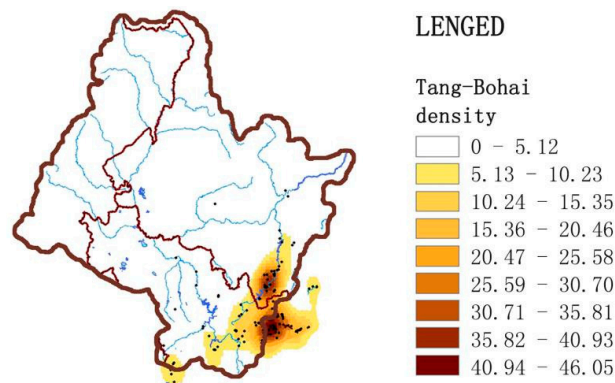 LENGED
Tang-Bohai
density
0 - 5.12
5.13 - 10.23
10.24 - 15.35
15.36 - 20.46
20.47 - 25.58
25.59 - 30.70
30.71 - 35.81
35.82 - 40.93
40.94 - 46.05